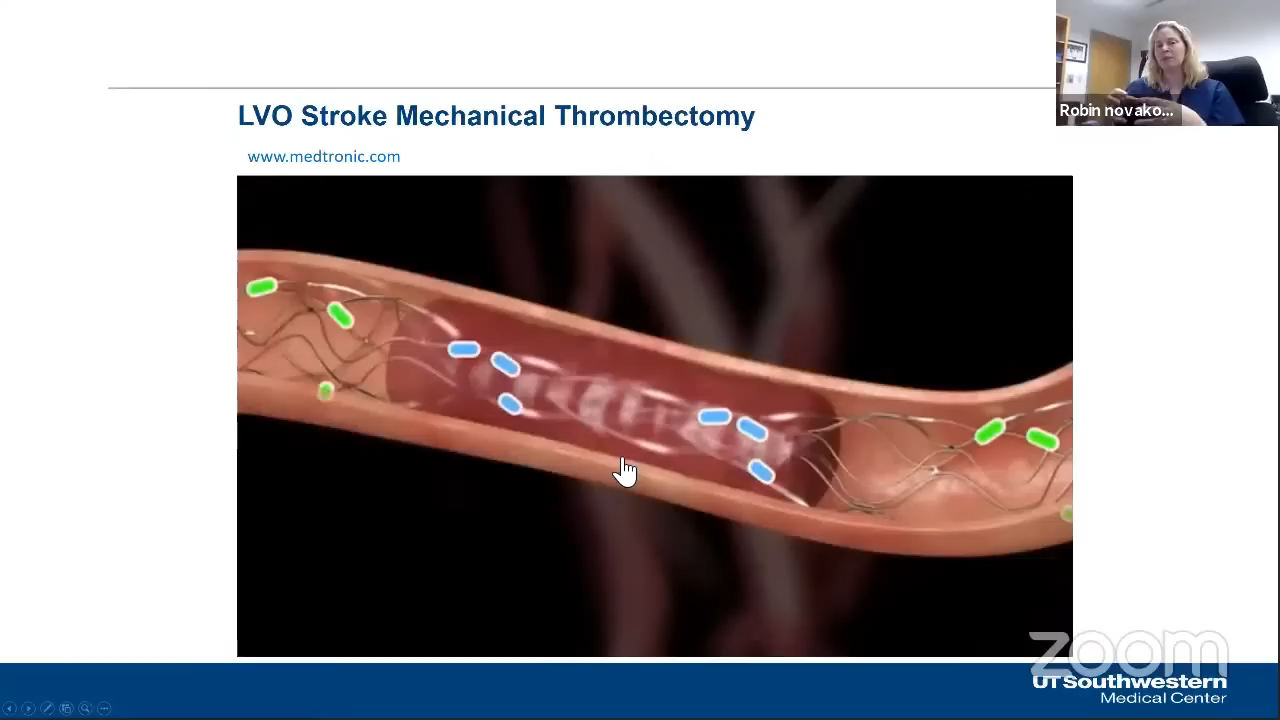 LVO Stroke Mechanical Thrombectomy
Robin novako...
www.medtronic.com
zoom
UT Southwestern
Medical Center